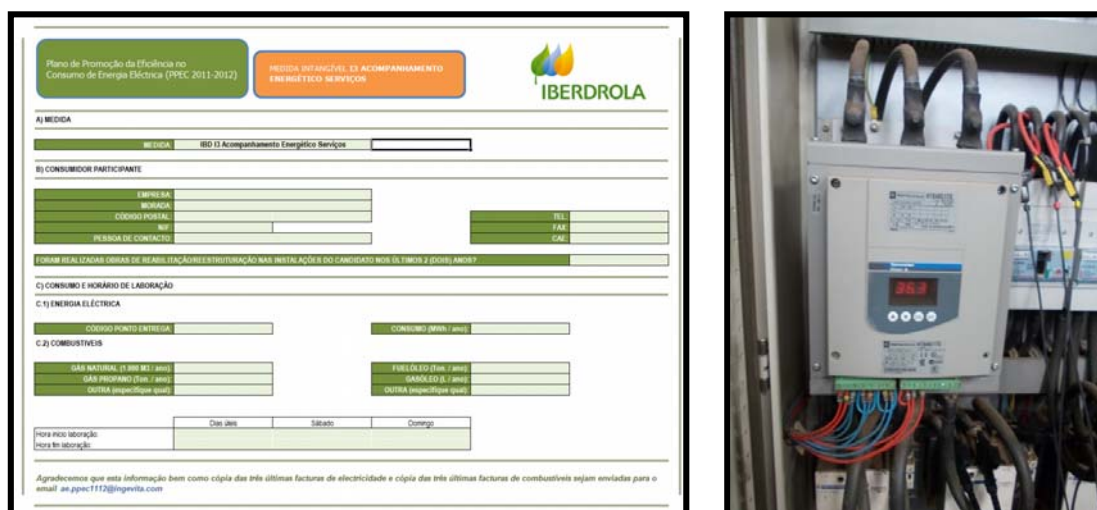 Plano de Promoção da Eficiência no
Consumo de Energia Eléctrica (PPEC 2011-2012)
MEDIDA INTANGÍVEL I3 ACOMPANHAMENTO
ENERGÉTICO SERVIÇOS
IBERDROLA
A) MEDIDA
MEDIDA: IBD I3 Acompanhamento Energético Serviços
B) CONSUMIDOR PARTICIPANTE
EMPRESA:
MORADA:
CÓDIGO POSTAL: TEL:
NIF: FAX:
PESSOA DE CONTACTO: CAE:
FORAM REALIZADAS OBRAS DE REABILITAÇÃO/REESTRUTURAÇÃO NAS INSTALAÇÕES DO CANDIDATO NOS ÚLTIMOS 2 (DOIS) ANOS?
C) CONSUMO E HORÁRIO DE LABORAÇÃO
C.1) ENERGIA ELÉCTRICA
CÓDIGO PONTO ENTREGA: CONSUMO (MWh / ano):
C.2) COMBUSTIVEIS
GÁS NATURAL (1.000 M3 / ano): FUELÓLEO (Ton. / ano):
GÁS PROPANO (Ton. / ano): GASÓLEO (L / ano):
OUTRA (especifique qual): OUTRA (especifique qual):
Dias úteis Sábado Domingo
Hora início laboração:
Hora fim laboração:
Agradecemos que esta informação bem como cópia das três últimas facturas de electricidade e cópia das três últimas facturas de combustíveis sejam enviadas para o
email ae.ppec1112@ingevita.com
36.3